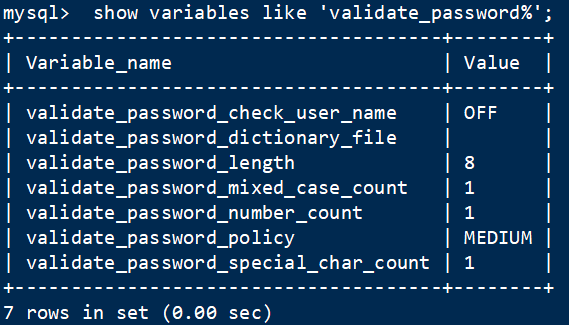 mysql>  show variables like 'validate_password%';
+--------------------------------------+--------+
| Variable_name                        | Value  |
+--------------------------------------+--------+
| validate_password_check_user_name    | OFF    |
| validate_password_dictionary_file    |        |
| validate_password_length             | 8      |
| validate_password_mixed_case_count   | 1      |
| validate_password_number_count       | 1      |
| validate_password_policy             | MEDIUM |
| validate_password_special_char_count | 1      |
+--------------------------------------+--------+
7 rows in set (0.00 sec)